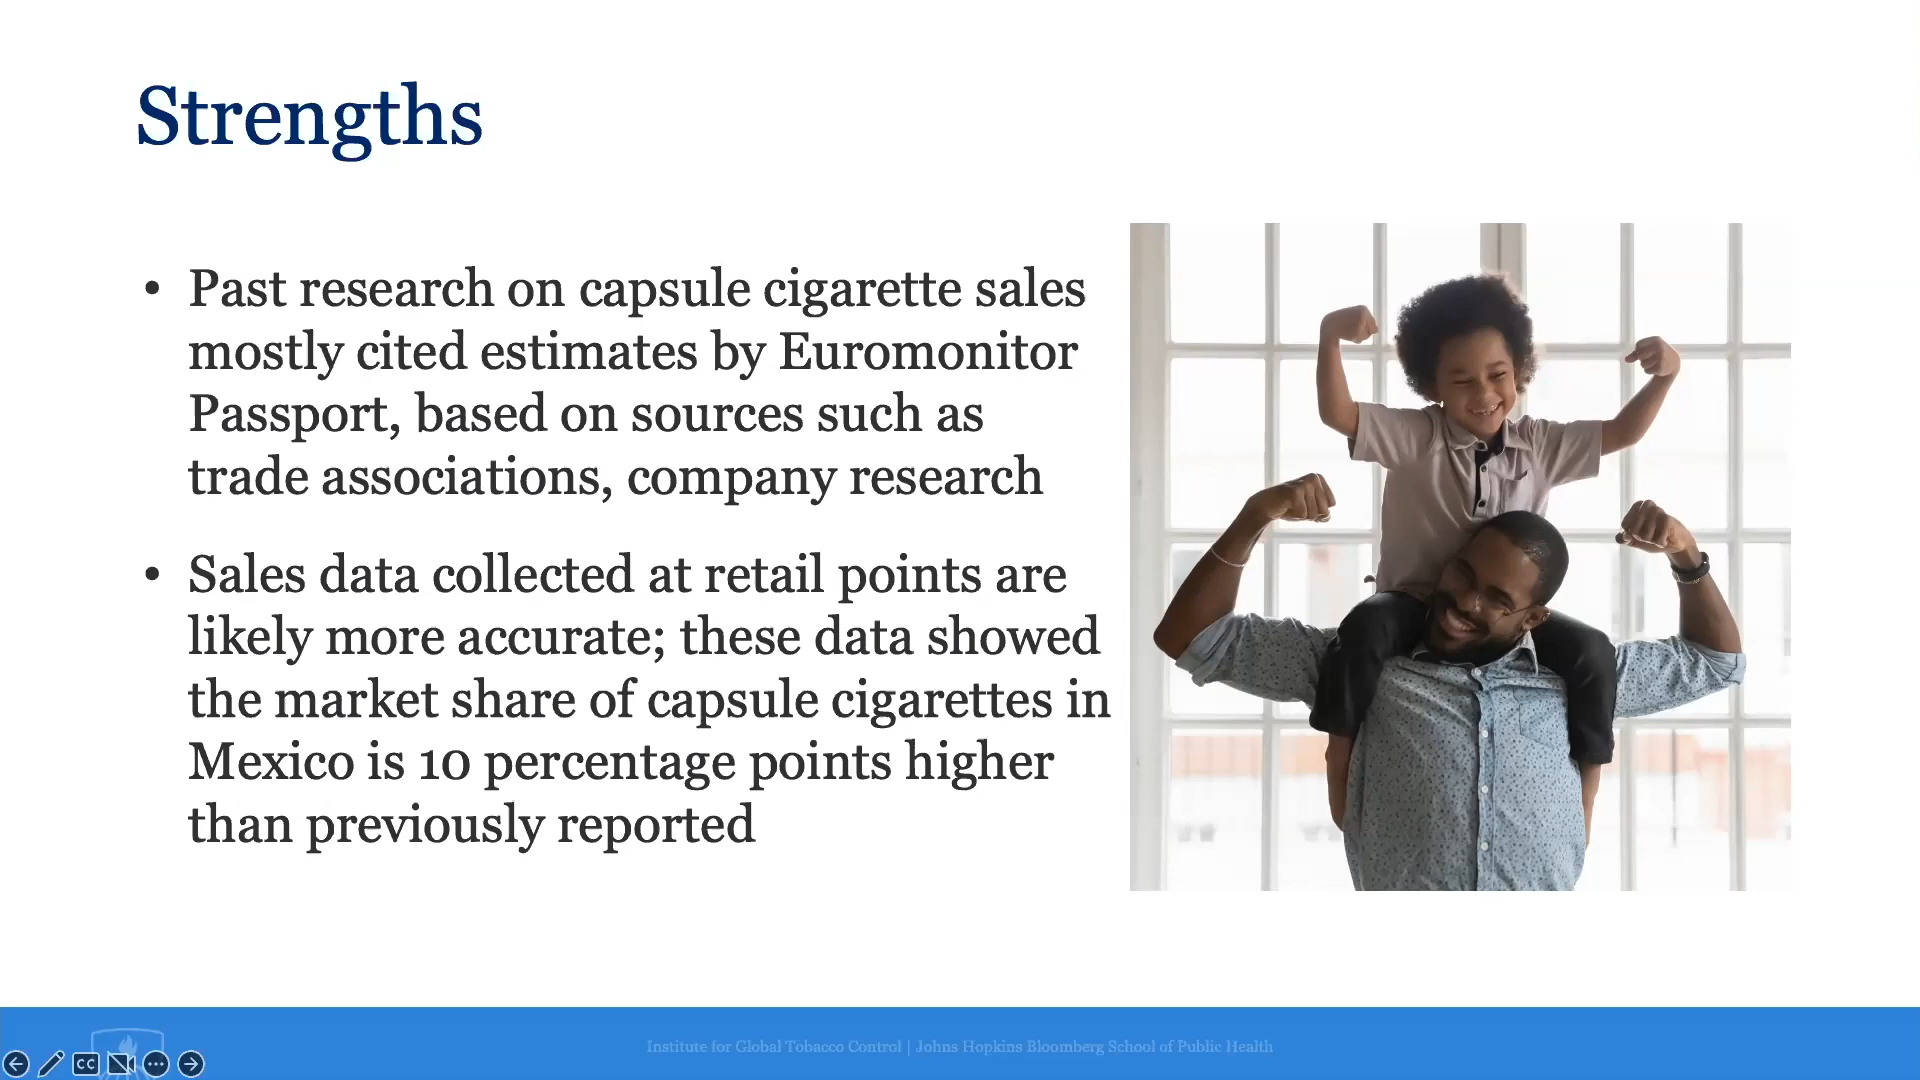 Strengths
• Past research on capsule cigarette sales
mostly cited estimates by Euromonitor
Passport, based on sources such as
trade associations, company research
• Sales data collected at retail points are
likely more accurate; these data showed
the market share of capsule cigarettes in
Mexico is 10 percentage points higher
than previously reported
Institute for Global Tobacco Control | Johns Hopkins Bloomberg School of Public Health
CC